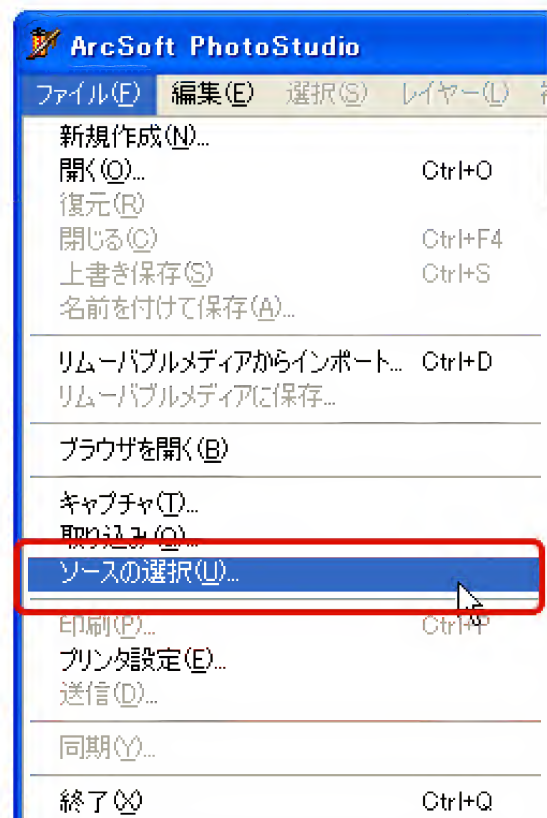 ArcSoft PhotoStudio
ファイル(F) 編集(E) 選択(S) レイヤー(L)
新規作成(N)...
開く(O)... Ctrl+O
復元(R)
閉じる(C) Ctrl+F4
上書き保存(S) Ctrl+S
名前を付けて保存(A)...
リムーバブルメディアからインポート... Ctrl+D
リムーバブルメディアに保存...
ブラウザを開く(B)
キャプチャ(T)...
取り込み(Q)...
ソースの選択(U)...
印刷(P)... Ctrl+P
プリンタ設定(E)...
送信(D)...
同期(Y)...
終了(X) Ctrl+Q